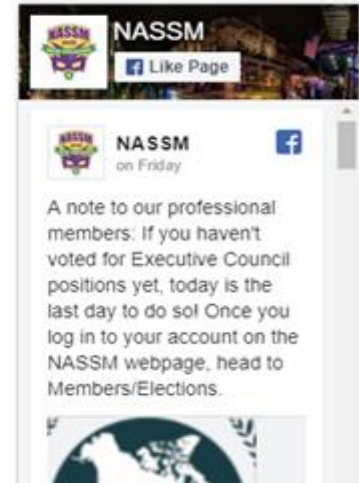 NASSM
NASSM
Like Page
NASSM
NASSM
on Friday
A note to our professional
members: If you haven't
voted for Executive Council
positions yet, today is the
last day to do so! Once you
log in to your account on the
NASSM webpage, head to
Members/Elections.